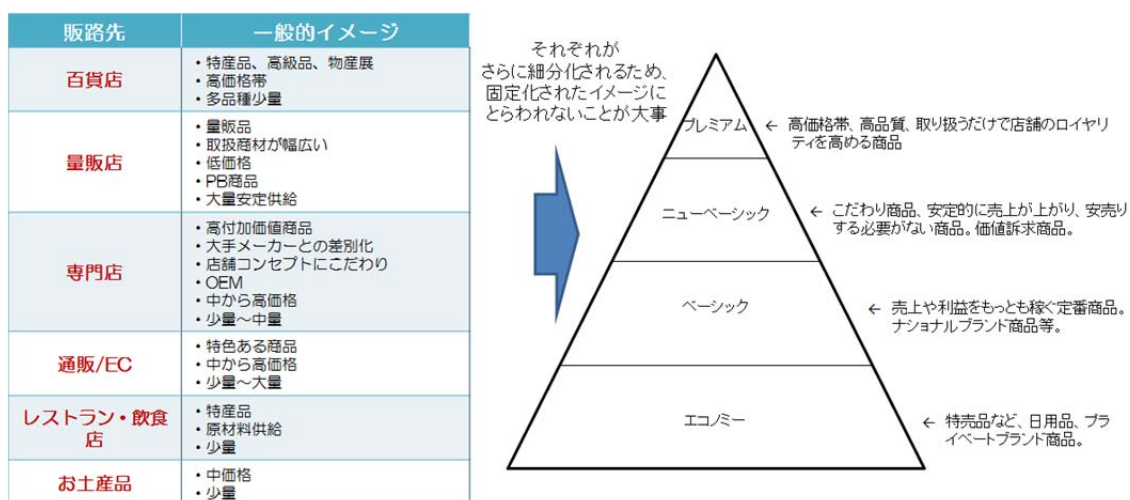 販路先
一般的イメージ
百貨店
・特産品、高級品、物産展
・高価格帯
・多品種少量
量販店
・量販品
・取扱商材が幅広い
・低価格
・PB商品
・大量安定供給
専門店
・高付加価値商品
・大手メーカーとの差別化
・店舗コンセプトにこだわり
・OEM
・中から高価格
・少量～中量
通販/EC
・特色ある商品
・中から高価格
・少量～大量
レストラン・飲食
店
・特産品
・原材料供給
・少量
お土産品
・中価格
・少量
それぞれが
さらに細分化されるため、
固定化されたイメージに
とらわれないことが大事
プレミアム
← 高価格帯、高品質、取り扱うだけで店舗のロイヤリ
ティを高める商品
ニューベーシック
← こだわり商品、安定的に売上が上がり、安売り
する必要がない商品。価値訴求商品。
ベーシック
← 売上や利益をもっとも稼ぐ定番商品。
ナショナルブランド商品等。
エコノミー
← 特売品など、日用品、プラ
イベートブランド商品。